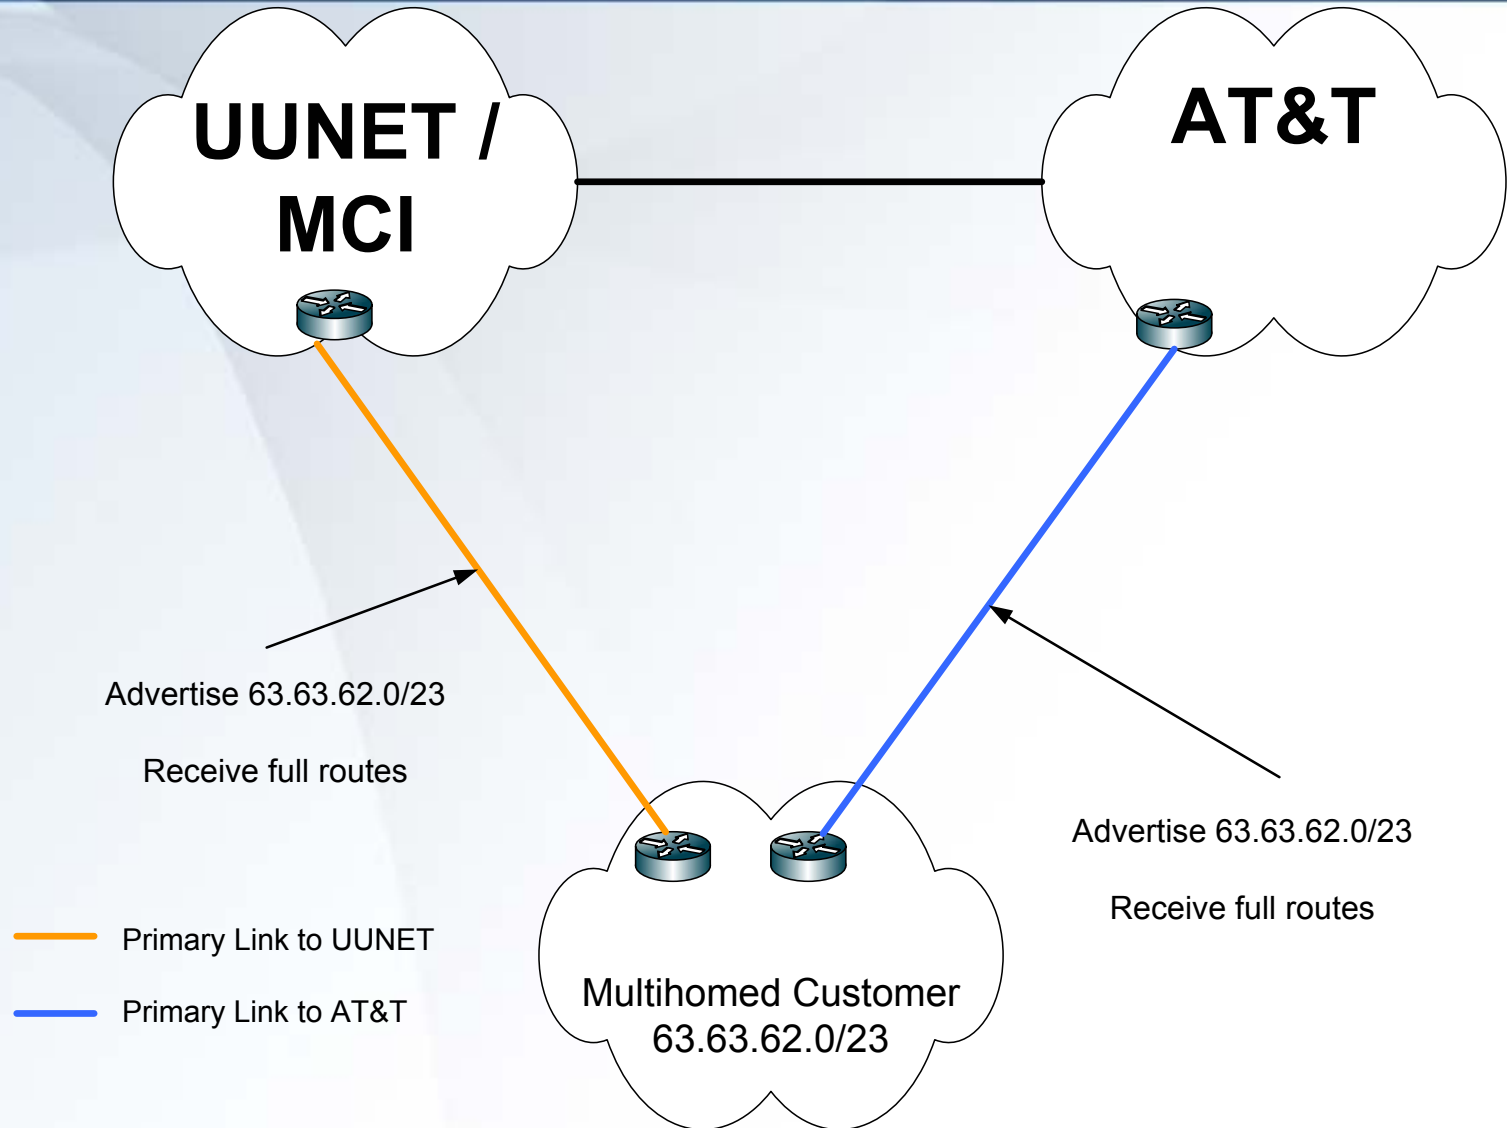 UUNET /
MCI
AT&T
Advertise 63.63.62.0/23
Receive full routes
Advertise 63.63.62.0/23
Receive full routes
Primary Link to UUNET
Primary Link to AT&T
Multihomed Customer
63.63.62.0/23